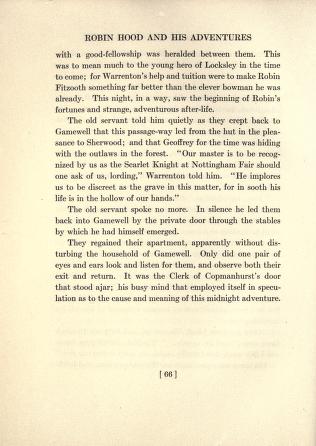 ROBIN HOOD AND HIS ADVENTURES
with a good-fellowship was heralded between them. This
was to mean much to the young hero of Locksley in the time
to come; for Warrenton's help and tuition were to make Robin
Fitzooth something far better than the clever bowman he was
already. This night, in a way, saw the beginning of Robin's
fortunes and strange, adventurous after-life.
The old servant told him quietly as they crept back to
Gamewell that this passage-way led from the hut in the plea-
sance to Sherwood; and that Geoffrey for the time was hiding
with the outlaws in the forest. "Our master is to be recog-
nized by us as the Scarlet Knight at Nottingham Fair should
one ask of us, lording," Warrenton told him. "He implores
us to be discreet as the grave in this matter, for in sooth his
life is in the hollow of our hands."
The old servant spoke no more. In silence he led them
back into Gamewell by the private door through the stables
by which he had himself emerged.
They regained their apartment, apparently without dis-
turbing the household of Gamewell. Only did one pair of
eyes and ears look and listen for them, and observe both their
exit and return. It was the Clerk of Copmanhurst's door
that stood ajar; his busy mind that employed itself in specu-
lation as to the cause and meaning of this midnight adventure.
[ 66 ]